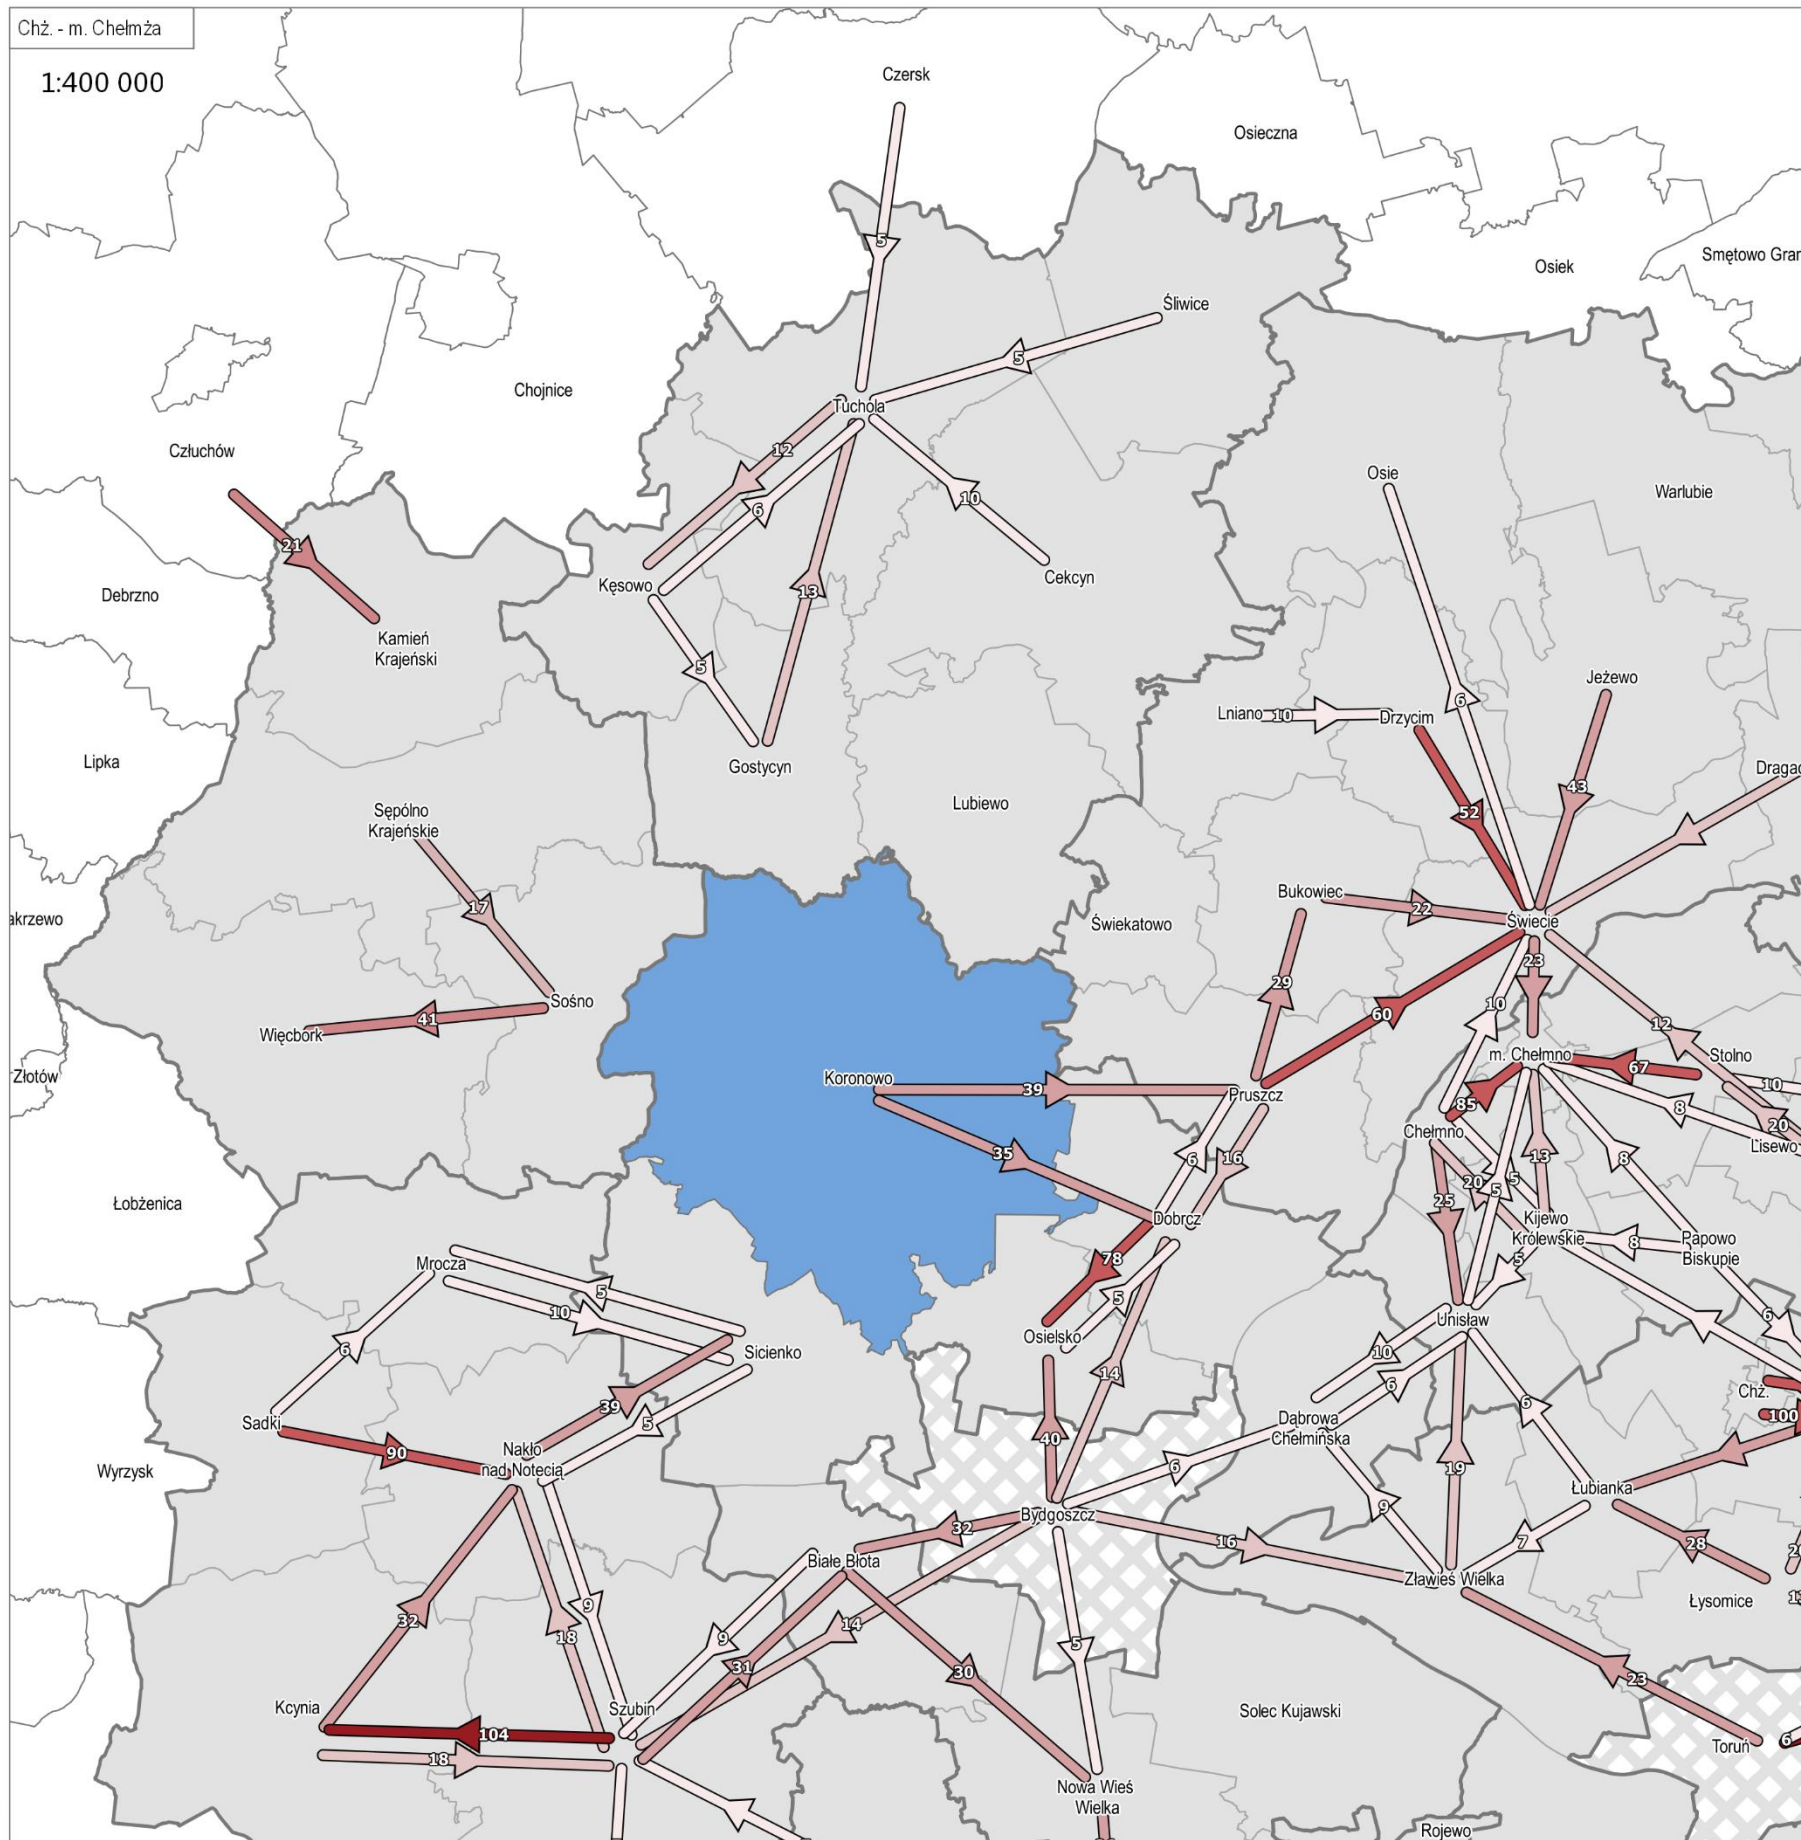 Chż. - m. Chełmża
1:400 000
Czersk
Osieczna
5
Smętowo Gran
Osiek
Śliwice
5
Chojnice
Tuchola
Człuchów
12
Osie
Warlubie
10
6
21
Cekcyn
Kęsowo
Debrzno
13
Kamień
Krajeński
5
Jeżewo
6
Lniano
10
Drzycim
Lipka
Gostycyn
Dragac
43
Lubiewo
52
Sępólno
Krajeńskie
Bukowiec
17
22
akrzewo
Świekatowo
Świecie
23
29
Sośno
10
41
60
12
Więcbork
m. Chełmno
Stolno
67
Złotów
Koronowo
39
10
Pruszcz
85
8
20
Chełmno
Lisewo
35
6
16
13
8
5
20
5
25
Łobżenica
Dobrcz
Kijewo
Królewskie
8
Papowo
Biskupie
78
5
Mrocza
5
5
10
6
Unisław
Osielsko
6
Sicienko
10
14
6
Chż.
39
6
100
Sadki
5
Dąbrowa
Chełmińska
40
90
Nakło
nad Notecią
6
19
Wyrzysk
Łubianka
9
Bydgoszcz
32
16
7
28
Białe Błota
Zławieś Wielka
9
Łysomice
32
14
18
9
5
31
30
23
Kcynia
Szubin
Solec Kujawski
104
6
Toruń
18
Nowa Wieś
Wielka
Rojewo